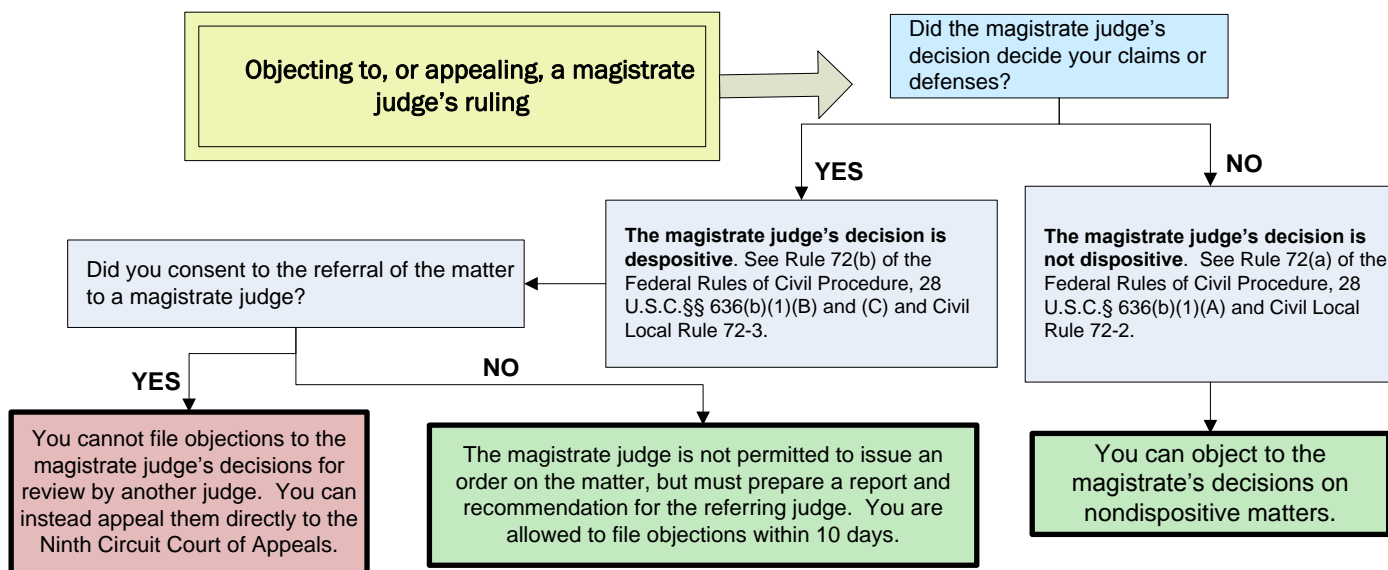 Objecting to, or appealing, a magistrate
judge's ruling
Did the magistrate judge's
decision decide your claims or
defenses?
YES
NO
The magistrate judge's decision is
despositive. See Rule 72(b) of the
Federal Rules of Civil Procedure, 28
U.S.C.§§ 636(b)(1)(B) and (C) and Civil
Local Rule 72-3.
The magistrate judge's decision is
not dispositive. See Rule 72(a) of the
Federal Rules of Civil Procedure, 28
U.S.C.§ 636(b)(1)(A) and Civil Local
Rule 72-2.
Did you consent to the referral of the matter
to a magistrate judge?
YES
NO
You cannot file objections to the
magistrate judge's decisions for
review by another judge. You can
instead appeal them directly to the
Ninth Circuit Court of Appeals.
The magistrate judge is not permitted to issue an
order on the matter, but must prepare a report and
recommendation for the referring judge. You are
allowed to file objections within 10 days.
You can object to the
magistrate's decisions on
nondispositive matters.